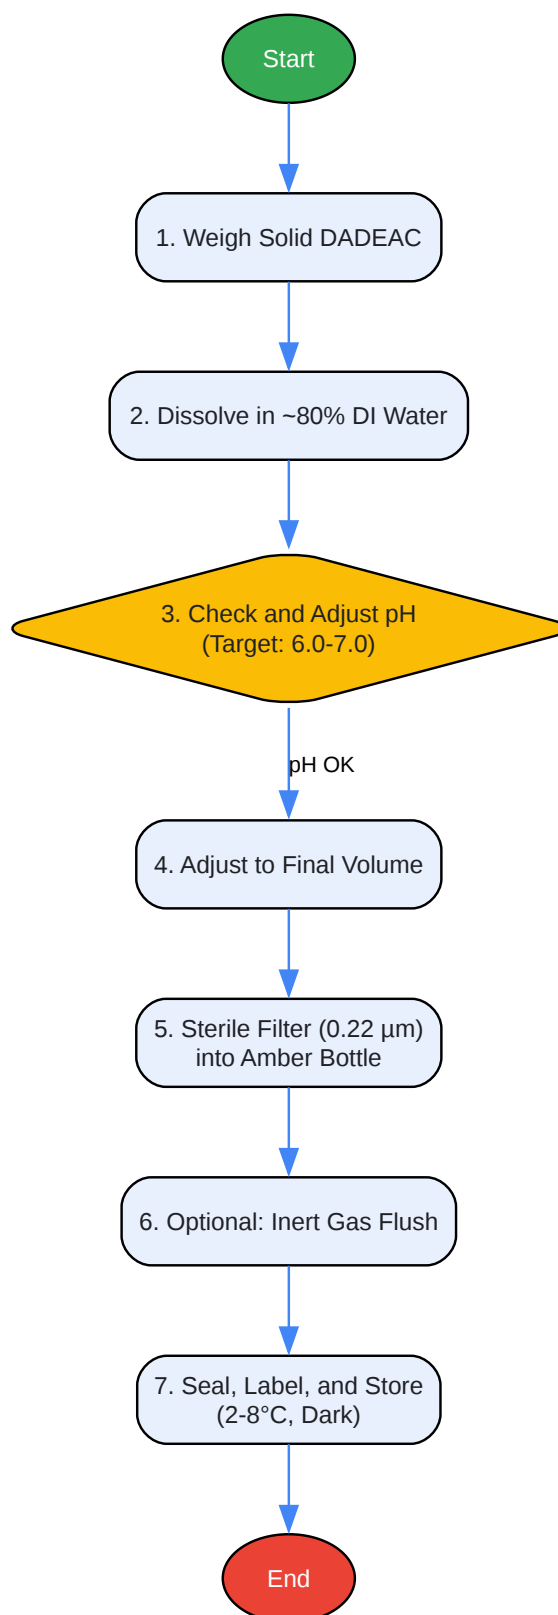 Start
1. Weigh Solid DADEAC
2. Dissolve in ~80% DI Water
3. Check and Adjust pH
(Target: 6.0-7.0)
pH OK
4. Adjust to Final Volume
5. Sterile Filter (0.22 µm)
into Amber Bottle
6. Optional: Inert Gas Flush
7. Seal, Label, and Store
(2-8°C, Dark)
End